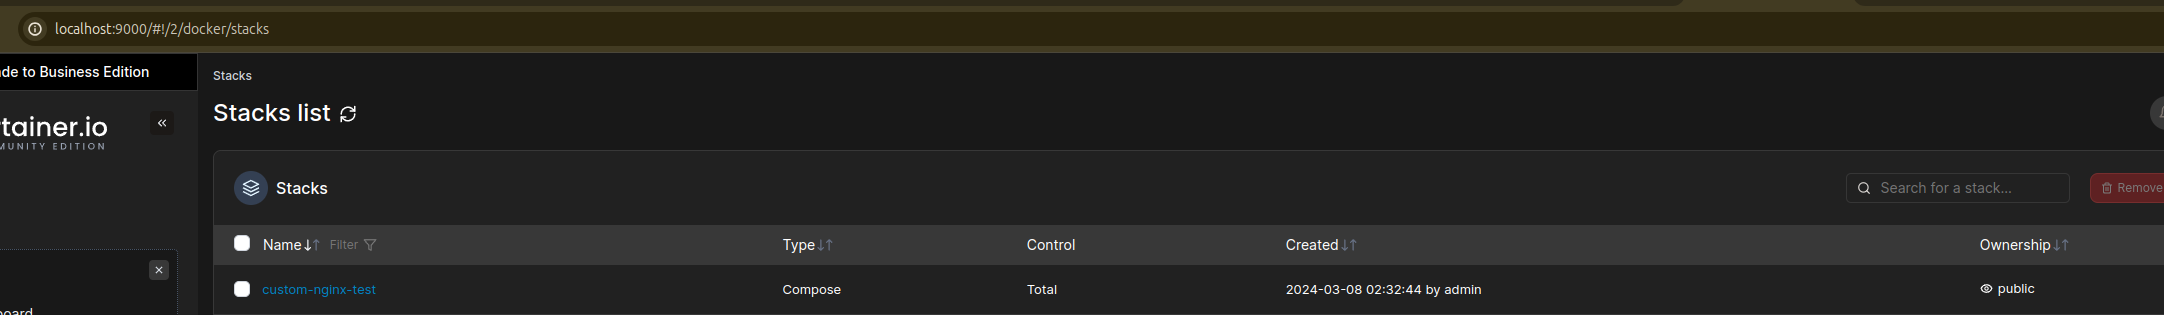 localhost:9000/#!/2/docker/stacks
de to Business Edition
Stacks
Stacks list
tainer.io
MUNITY EDITION
Stacks
Search for a stack...
Remove
Name Filter Type Control Created Ownership
custom-nginx-test Compose Total 2024-03-08 02:32:44 by admin public
oard